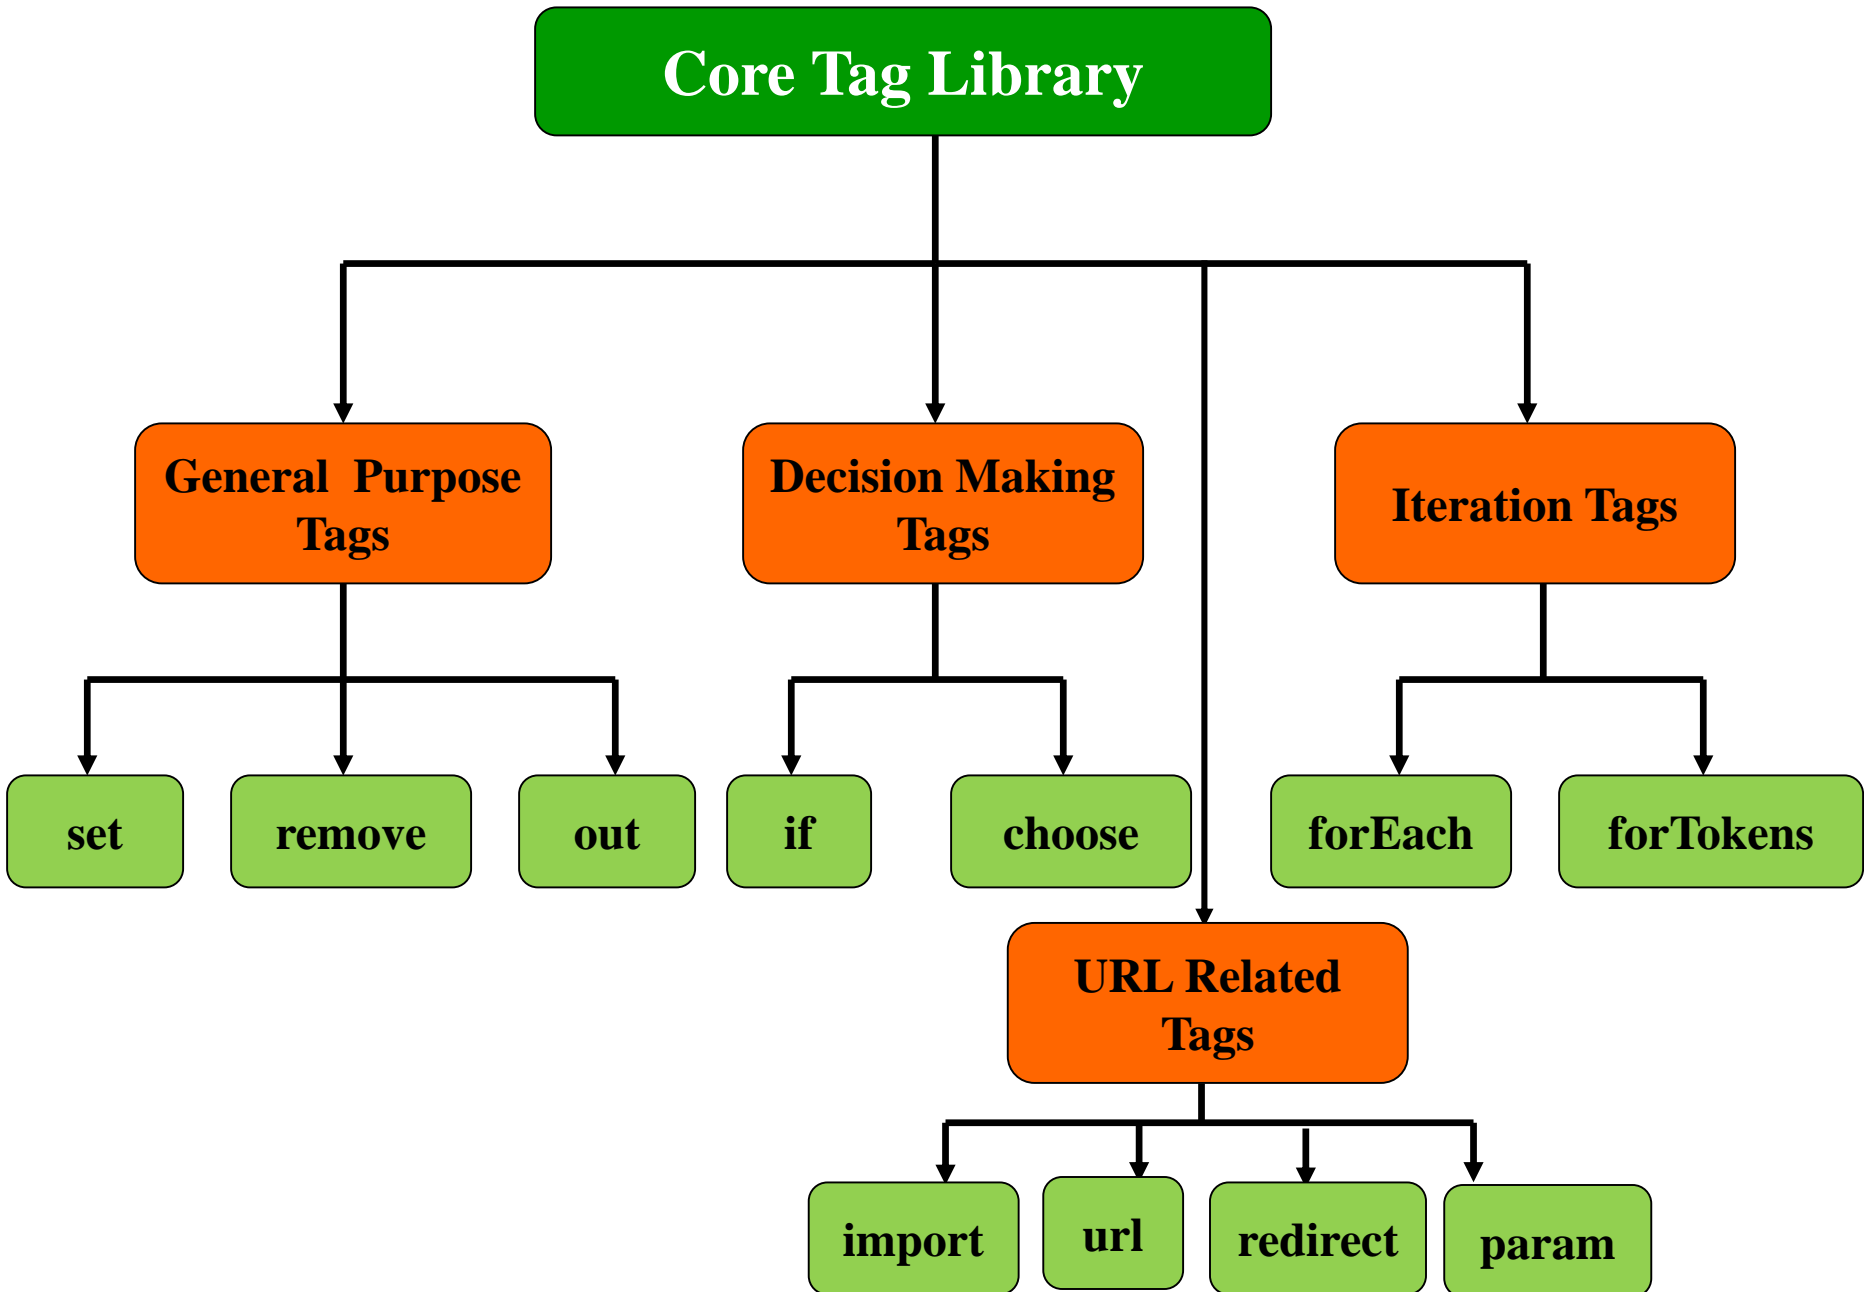 Core Tag Library
General Purpose
Tags
Decision Making
Tags
Iteration Tags
set
remove
out
if
choose
forEach
forTokens
URL Related
Tags
import
url
redirect
param